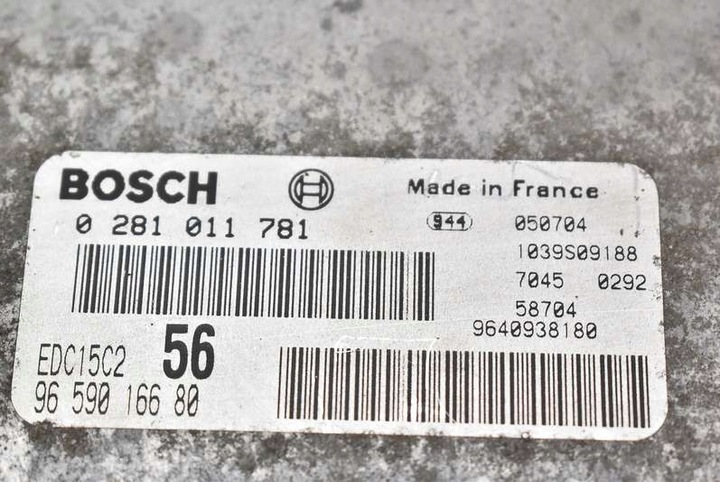 BOSCH Made in France
0 281 011 781 944 050704
1039S09188
7045 0292
58704
9640938180
EDC15C2 56
96 590 166 80